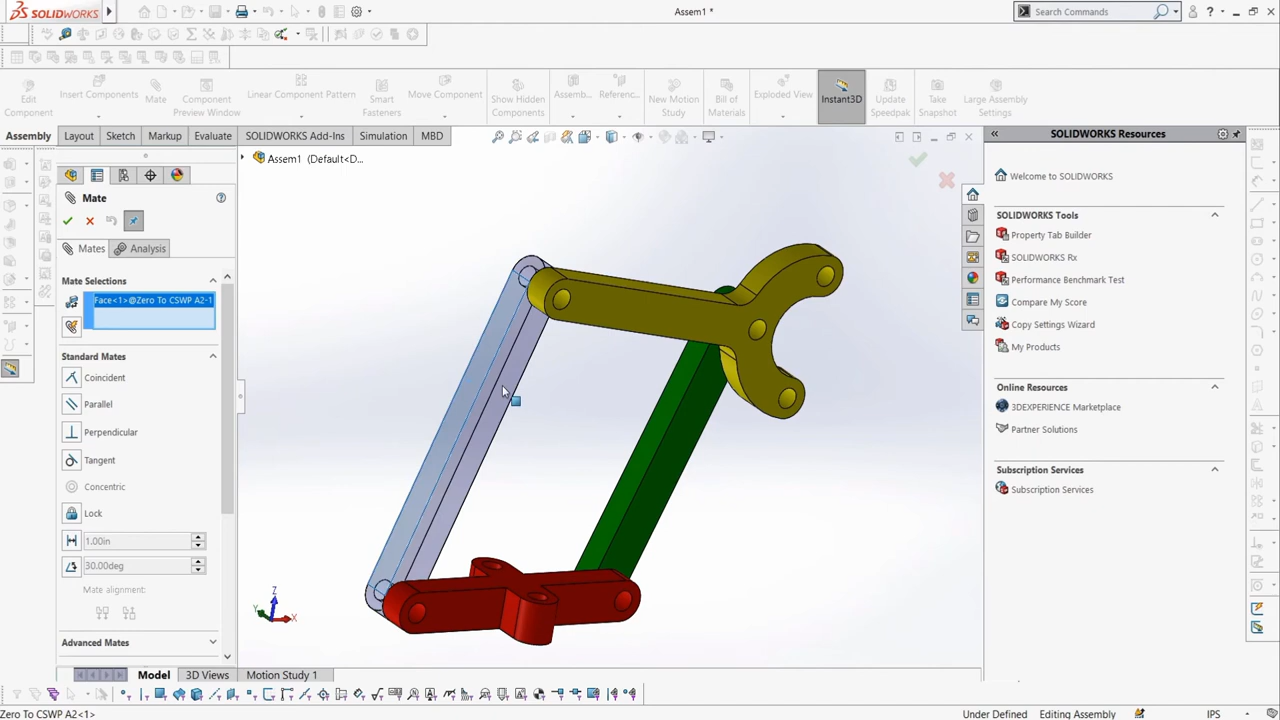 SOLIDWORKS
Assem1 *
Search Commands
Edit Component
Insert Components
Mate
Component Preview Window
Linear Component Pattern
Smart Fasteners
Move Component
Show Hidden Components
Assemb...
Referenc...
New Motion Study
Bill of Materials
Exploded View
Instant3D
Update Speedpak
Take Snapshot
Large Assembly Settings
Assembly Layout Sketch Markup Evaluate SOLIDWORKS Add-Ins Simulation MBD
Assem1 (Default<D...
Mate
Mates Analysis
Mate Selections
Face<1>@Zero To CSWP A2-1
Standard Mates
Coincident
Parallel
Perpendicular
Tangent
Concentric
Lock
1.00in
30.00deg
Mate alignment:
Advanced Mates
Z
Y
X
SOLIDWORKS Resources
Welcome to SOLIDWORKS
SOLIDWORKS Tools
Property Tab Builder
SOLIDWORKS Rx
Performance Benchmark Test
Compare My Score
Copy Settings Wizard
My Products
Online Resources
3DEXPERIENCE Marketplace
Partner Solutions
Subscription Services
Subscription Services
Model 3D Views Motion Study 1
Zero To CSWP A2<1>
Under Defined Editing Assembly IPS